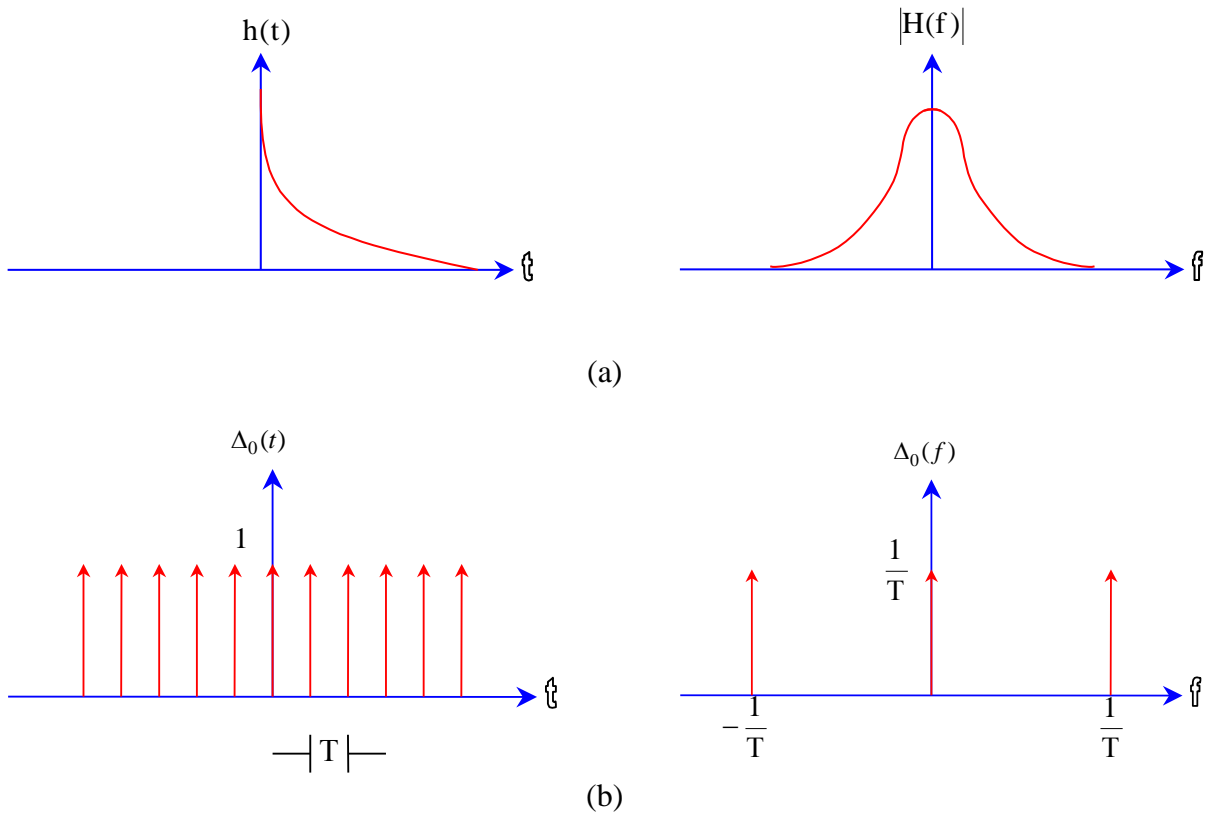 h(t)
|H(f)|
t
f
(a)
Δ₀(t)
Δ₀(f)
1
1/T
t
f
−1/T
1/T
T
(b)